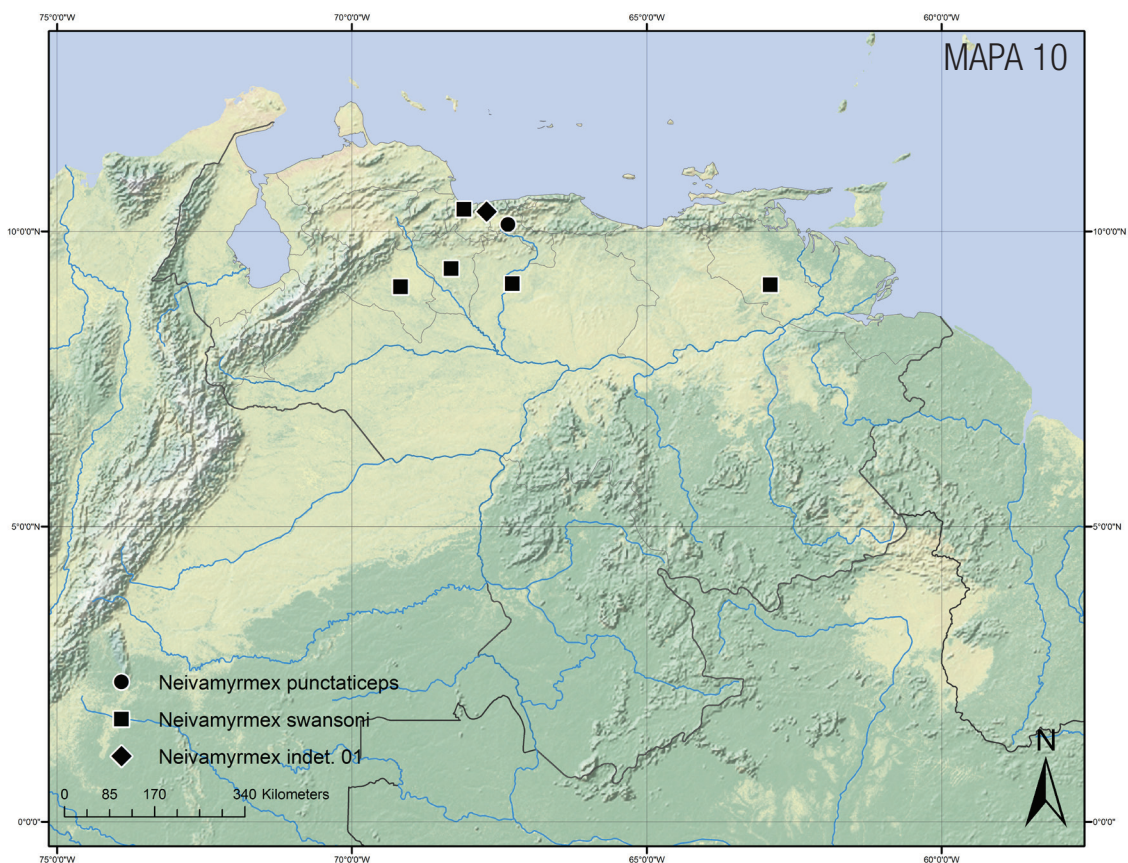 75°0'0"W 70°0'0"W 65°0'0"W 60°0'0"W
MAPA 10
10°0'0"N 10°0'0"N
5°0'0"N 5°0'0"N
Neivamyrmex punctaticeps
Neivamyrmex swansoni
Neivamyrmex indet. 01
N
0 85 170 340 Kilometers
0°0'0" 0°0'0"
75°0'0"W 70°0'0"W 65°0'0"W 60°0'0"W